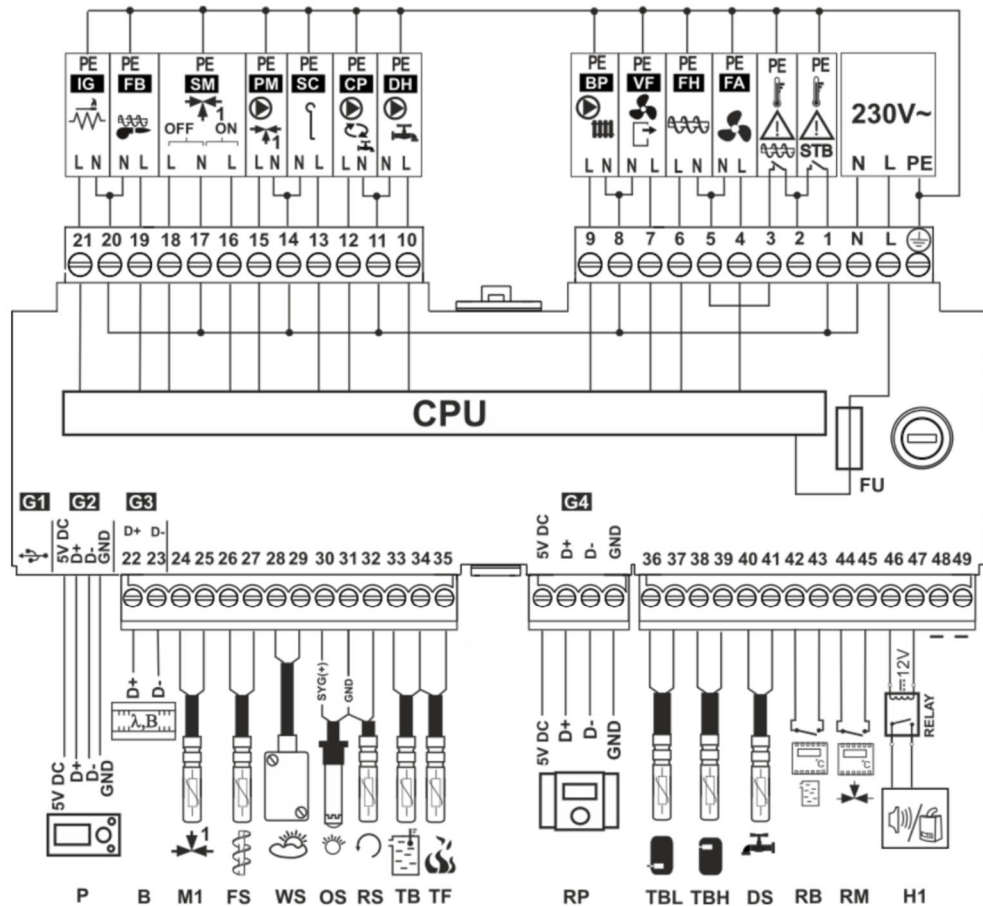 PE PE PE PE PE PE PE PE PE PE PE PE PE
IG FB SM PM SC CP DH BP VF FH FA
1 1 230V~
OFF ON STB
L N N L L N L L N N L L N N L L N N L L N N L N L PE
21 20 19 18 17 16 15 14 13 12 11 10 9 8 7 6 5 4 3 2 1 N L
CPU
FU
G1 G2 G3 G4
5V DC D+ D- GND D+ D- 5V DC D+ D- GND
22 23 24 25 26 27 28 29 30 31 32 33 34 35 36 37 38 39 40 41 42 43 44 45 46 47 48 49
SYG(+) GND 12V
D+ D- RELAY
λ,B
5V DC D+ D- GND 5V DC D+ D- GND
°C °C
1
P B M1 FS WS OS RS TB TF RP TBL TBH DS RB RM H1